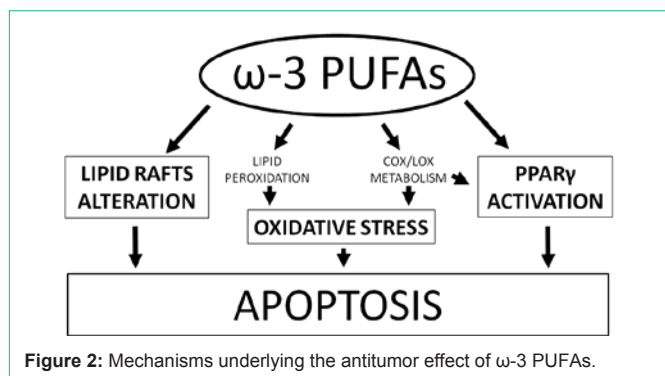 ω-3 PUFAs
LIPID RAFTS
ALTERATION
LIPID
PEROXIDATION
COX/LOX
METABOLISM
PPARγ
ACTIVATION
OXIDATIVE STRESS
APOPTOSIS
Figure 2: Mechanisms underlying the antitumor effect of ω-3 PUFAs.